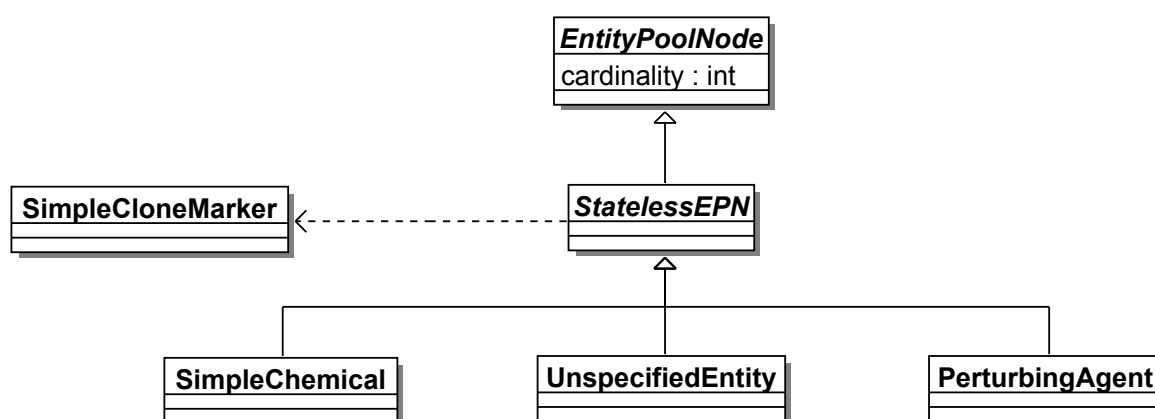 EntityPoolNode
cardinality : int
SimpleCloneMarker
StatelessEPN
SimpleChemical
UnspecifiedEntity
PerturbingAgent